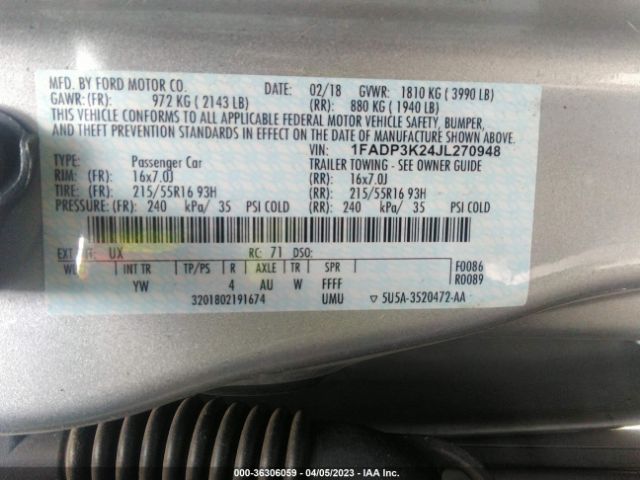 MFD. BY FORD MOTOR CO. DATE: 02/18 GVWR: 1810 KG ( 3990 LB)
GAWR: (FR): 972 KG ( 2143 LB) (RR): 880 KG ( 1940 LB)
THIS VEHICLE CONFORMS TO ALL APPLICABLE FEDERAL MOTOR VEHICLE SAFETY, BUMPER,
AND THEFT PREVENTION STANDARDS IN EFFECT ON THE DATE OF MANUFACTURE SHOWN ABOVE.
VIN: 1FADP3K24JL270948
TYPE: Passenger Car TRAILER TOWING - SEE OWNER GUIDE
RIM: (FR): 16x7.0J (RR): 16x7.0J
TIRE: (FR): 215/55R16 93H (RR): 215/55R16 93H
PRESSURE: (FR): 240 kPa/ 35 PSI COLD (RR): 240 kPa/ 35 PSI COLD
EXT UX RC: 71 DSO:
INT TR TP/PS R AXLE TR SPR F0086
YW 4 AU W FFFF R0089
3201802191674 UMU 5U5A-3520472-AA
000-36306059 - 04/05/2023 - IAA Inc.